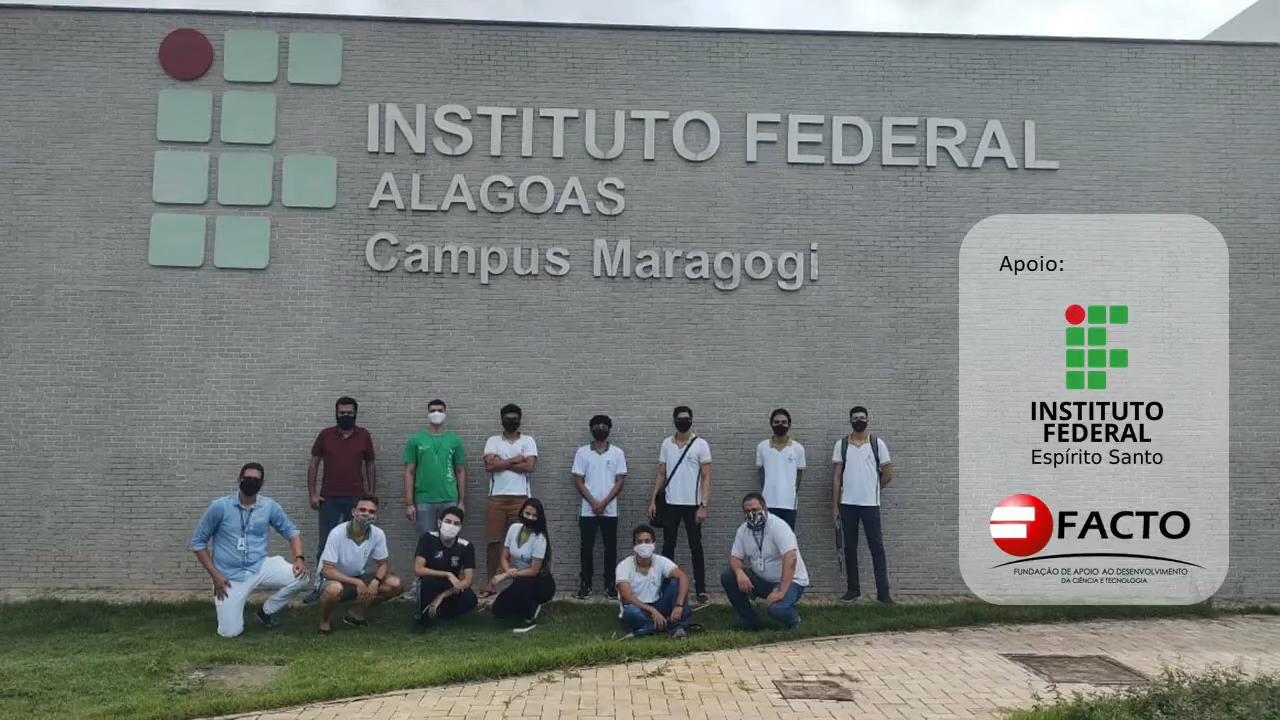 INSTITUTO FEDERAL
ALAGOAS
Campus Maragogi
Apoio:
INSTITUTO
FEDERAL
Espírito Santo
FACTO
FUNDAÇÃO DE APOIO AO DESENVOLVIMENTO
DA CIÊNCIA E TECNOLOGIA